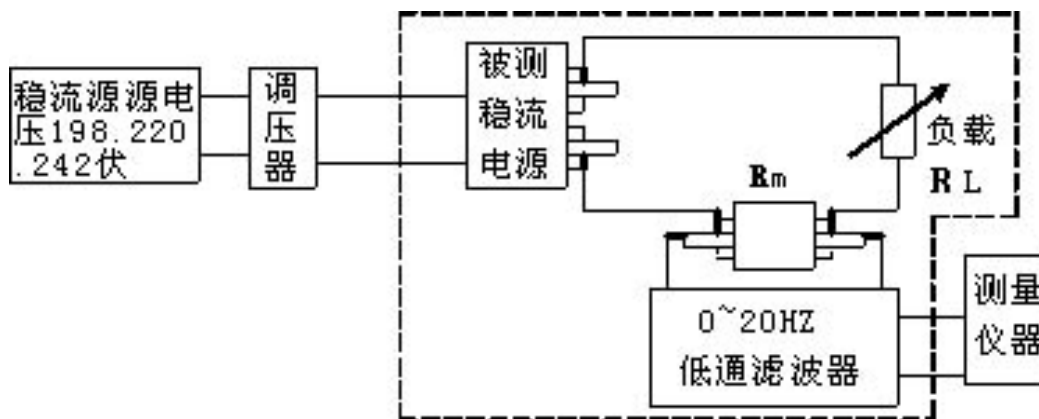 稳流源源电
压198.220
.242伏
调
压
器
被测
稳流
电源
负载
RL
Rm
0~20HZ
低通滤波器
测量
仪器